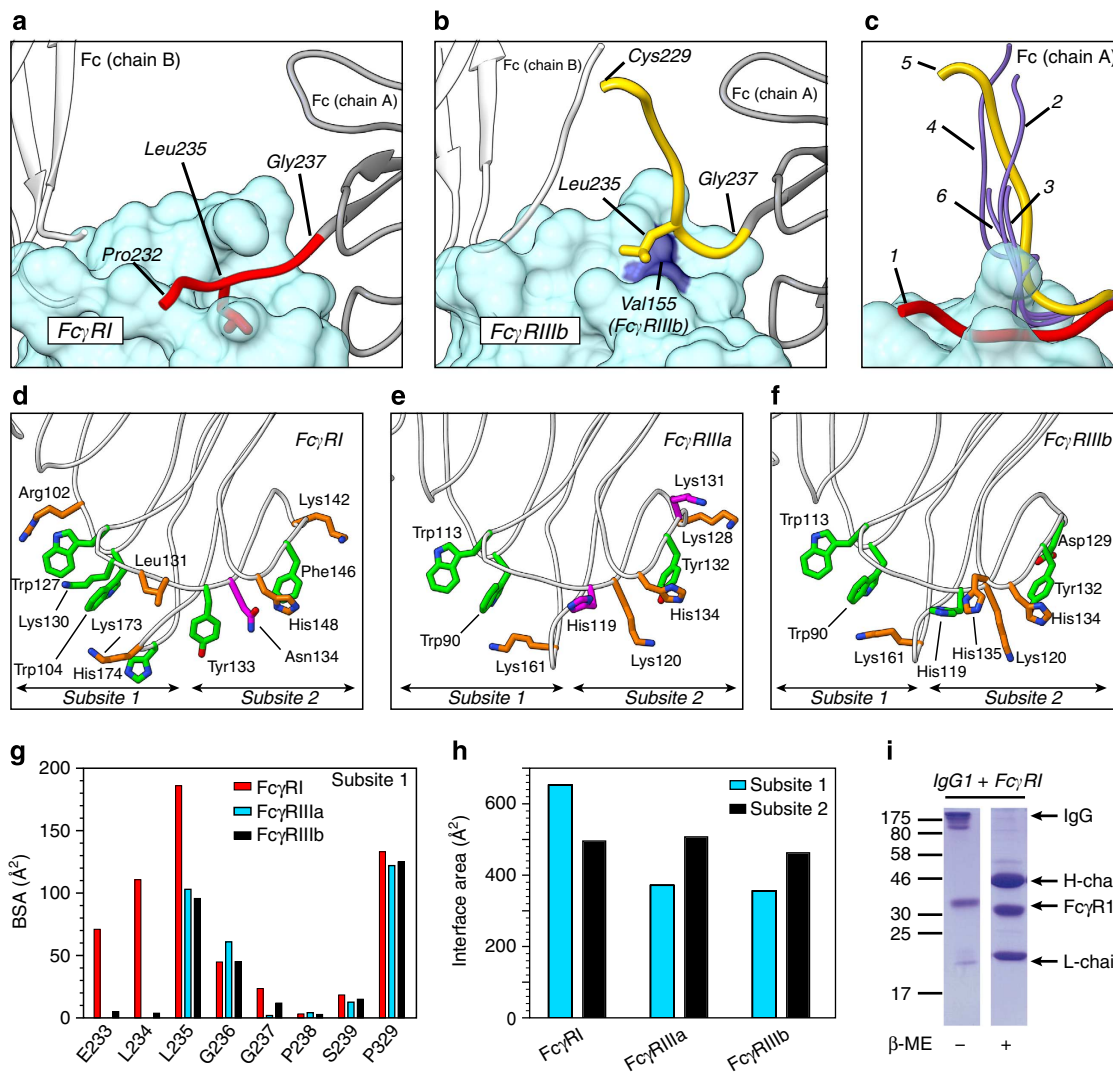 a
Fc (chain B)
Fc (chain A)
Leu235
Gly237
Pro232
FcγRI
b
Cys229
Fc (chain B)
Fc (chain A)
Leu235
Gly237
Val155
(FcγRIIIb)
FcγRIIIb
c
Fc (chain A)
5
2
4
3
6
1
d
FcγRI
Arg102
Lys142
Leu131
Phe146
Trp127
Lys130
Lys173
His148
Trp104
His174
Tyr133
Asn134
Subsite 1
Subsite 2
e
FcγRIIIa
Lys131
Trp113
Lys128
Tyr132
His134
Trp90
His119
Lys161
Lys120
Subsite 1
Subsite 2
f
FcγRIIIb
Trp113
Asp129
Tyr132
His134
Trp90
Lys161
His135
Lys120
His119
Subsite 1
Subsite 2
g
Subsite 1
FcγRI
FcγRIIIa
FcγRIIIb
BSA (Å²)
200
150
100
50
0
E233
L234
L235
G236
G237
P238
S239
P329
h
Subsite 1
Subsite 2
Interface area (Å²)
600
400
200
0
FcγRI
FcγRIIIa
FcγRIIIb
i
IgG1 + FcγRI
175
80
58
46
30
25
17
IgG
H-chai
FcγR1
L-chai
β-ME
−
+